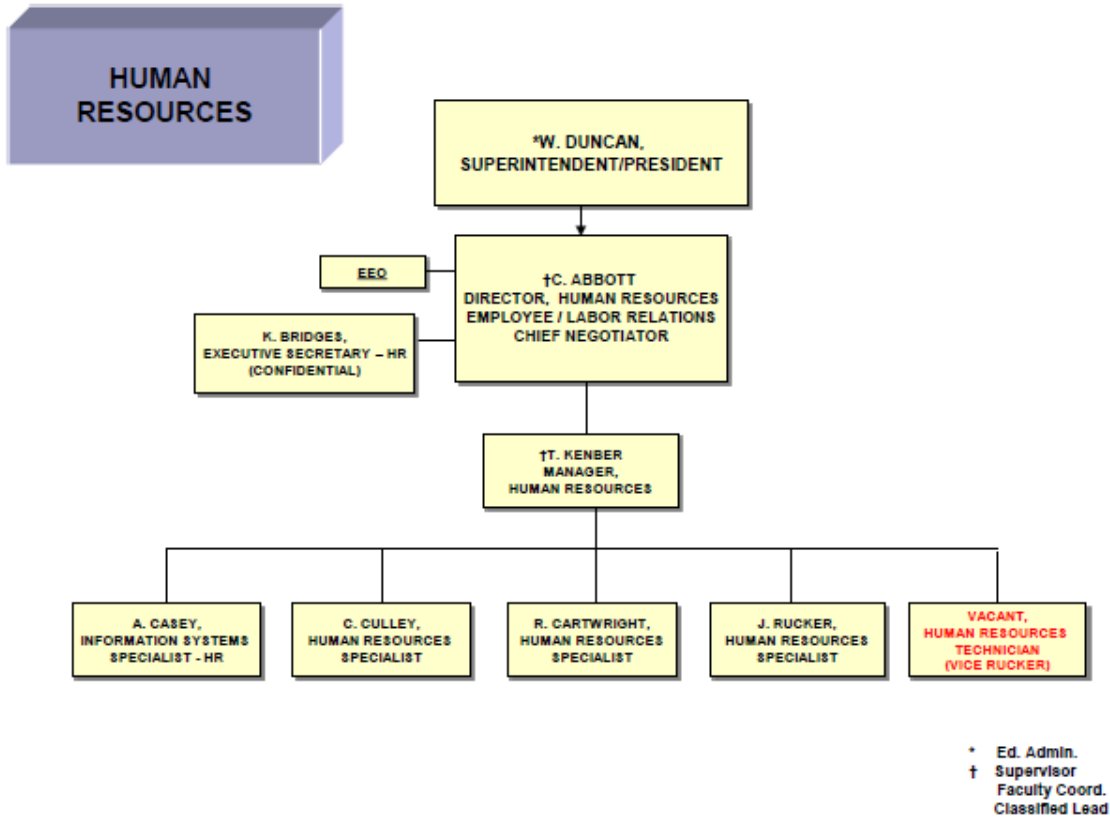 HUMAN
RESOURCES
*W. DUNCAN,
SUPERINTENDENT/PRESIDENT
EEO
†C. ABBOTT
DIRECTOR, HUMAN RESOURCES
EMPLOYEE / LABOR RELATIONS
CHIEF NEGOTIATOR
K. BRIDGES,
EXECUTIVE SECRETARY – HR
(CONFIDENTIAL)
†T. KENBER
MANAGER,
HUMAN RESOURCES
A. CASEY,
INFORMATION SYSTEMS
SPECIALIST - HR
C. CULLEY,
HUMAN RESOURCES
SPECIALIST
R. CARTWRIGHT,
HUMAN RESOURCES
SPECIALIST
J. RUCKER,
HUMAN RESOURCES
SPECIALIST
VACANT,
HUMAN RESOURCES
TECHNICIAN
(VICE RUCKER)
* Ed. Admin.
† Supervisor
Faculty Coord.
Classified Lead